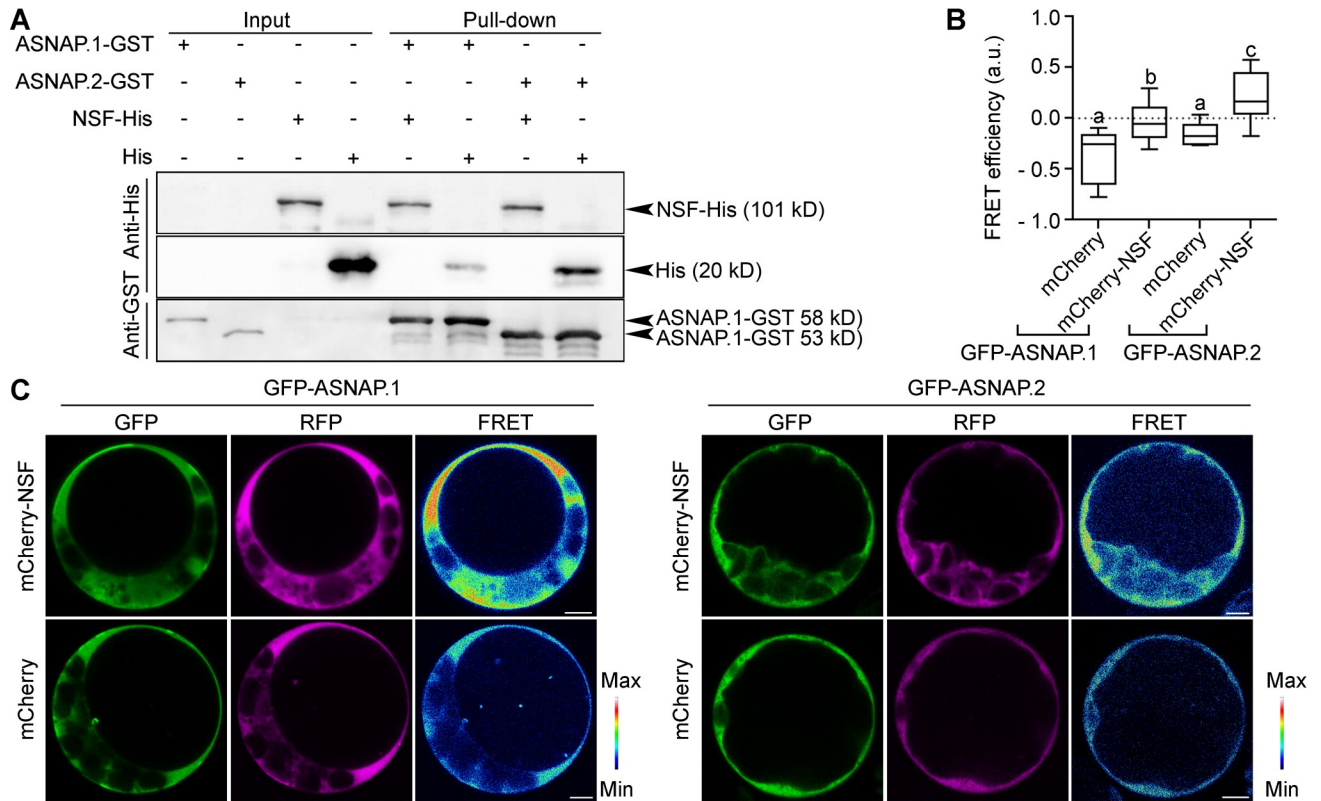 A
Input Pull-down
ASNAP.1-GST + - - - + + - -
ASNAP.2-GST - + - - - - + +
NSF-His - - + - + - + -
His - - - + - + - +
Anti-His
Anti-GST
NSF-His (101 kD)
His (20 kD)
ASNAP.1-GST 58 kD)
ASNAP.1-GST 53 kD)
B
FRET efficiency (a.u.)
1.0
0.5
0.0
- 0.5
- 1.0
a b a c
mCherry
mCherry-NSF
mCherry
mCherry-NSF
GFP-ASNAP.1 GFP-ASNAP.2
C
GFP-ASNAP.1
GFP RFP FRET
mCherry-NSF
mCherry
Max
Min
GFP-ASNAP.2
GFP RFP FRET
mCherry-NSF
mCherry
Max
Min